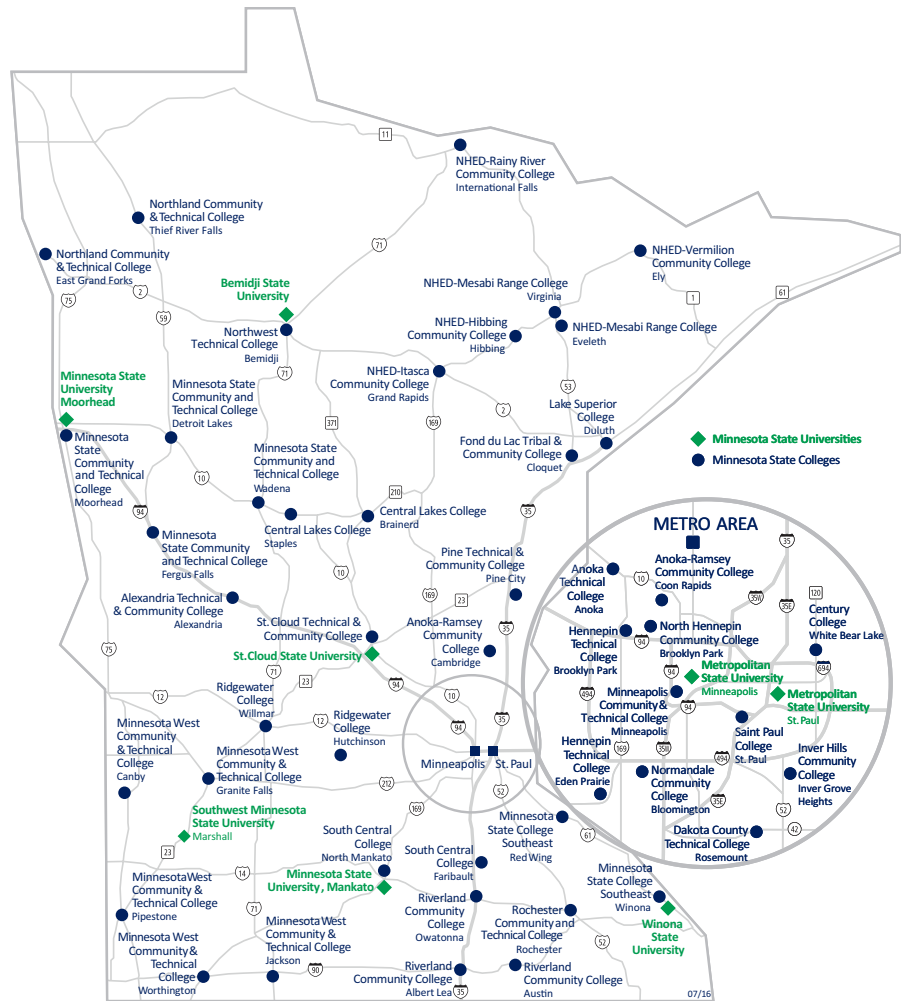 11
NHED-Rainy River
Community College
International Falls
Northland Community
& Technical College
Thief River Falls
71
Northland Community
& Technical College
East Grand Forks
NHED-Vermilion
Community College
Ely
75
2
59
Bemidji State
University
NHED-Mesabi Range College
Virginia
1
61
Northwest
Technical College
Bemidji
NHED-Hibbing
Community College
Hibbing
NHED-Mesabi Range College
Eveleth
71
Minnesota State
University
Moorhead
Minnesota State
Community and
Technical College
Detroit Lakes
NHED-Itasca
Community College
Grand Rapids
53
371
169
2
Lake Superior
College
Duluth
Minnesota
State
Community
and Technical
College
Moorhead
Minnesota State
Community and
Technical College
Wadena
Fond du Lac Tribal &
Community College
Cloquet
Minnesota State Universities
Minnesota State Colleges
10
210
94
35
Central Lakes College
Staples
Central Lakes College
Brainerd
Minnesota
State Community
and Technical College
Fergus Falls
10
Pine Technical &
Community College
Pine City
169
23
35
Alexandria Technical
& Community College
Alexandria
St.Cloud Technical &
Community College
Anoka-Ramsey
Community
College
Cambridge
St.Cloud State University
75
71
23
94
10
12
Ridgewater
College
Willmar
12
Ridgewater
College
Hutchinson
94
35
Minneapolis
St. Paul
Minnesota West
Community
& Technical
College
Canby
Minnesota West
Community &
Technical College
Granite Falls
212
52
169
Southwest Minnesota
State University
Marshall
23
South Central
College
North Mankato
Minnesota
State College
Southeast
Red Wing
61
South Central
College
Faribault
14
Minnesota State
University, Mankato
Minnesota West
Community &
Technical College
Pipestone
71
Riverland
Community
College
Owatonna
Rochester
Community and
Technical College
Rochester
52
Minnesota
State College
Southeast
Winona
Winona
State
University
Minnesota West
Community &
Technical
College
Worthington
Minnesota West
Community &
Technical College
Jackson
90
Riverland
Community College
Albert Lea
35
Riverland
Community College
Austin
07/16
METRO AREA
35
Anoka-Ramsey
Community College
Coon Rapids
Anoka
Technical
College
Anoka
10
35W
35E
120
Century
College
White Bear Lake
Hennepin
Technical
College
Brooklyn Park
94
North Hennepin
Community College
Brooklyn Park
694
94
Metropolitan
State University
Minneapolis
494
Minneapolis
Community &
Technical College
Minneapolis
94
Metropolitan
State University
St. Paul
Saint Paul
College
St. Paul
169
35W
494
Hennepin
Technical
College
Eden Prairie
Inver Hills
Community
College
Inver Grove
Heights
Normandale
Community
College
Bloomington
35E
52
42
Dakota County
Technical College
Rosemount